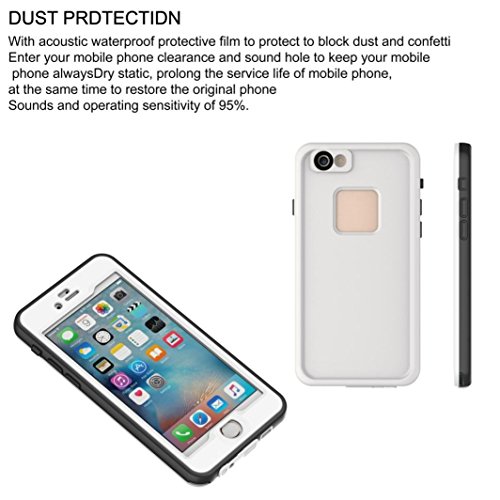 DUST PRDTECTIDN
With acoustic waterproof protective film to protect to block dust and confetti
Enter your mobile phone clearance and sound hole to keep your mobile
phone alwaysDry static, prolong the service life of mobile phone,
at the same time to restore the original phone
Sounds and operating sensitivity of 95%.